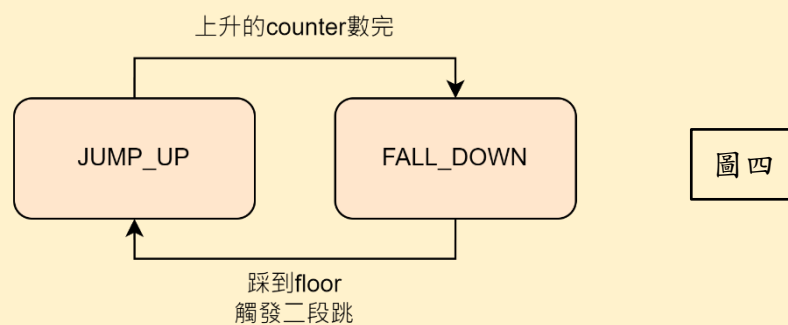 上升的counter數完
JUMP_UP
FALL_DOWN
圖四
踩到floor
觸發二段跳